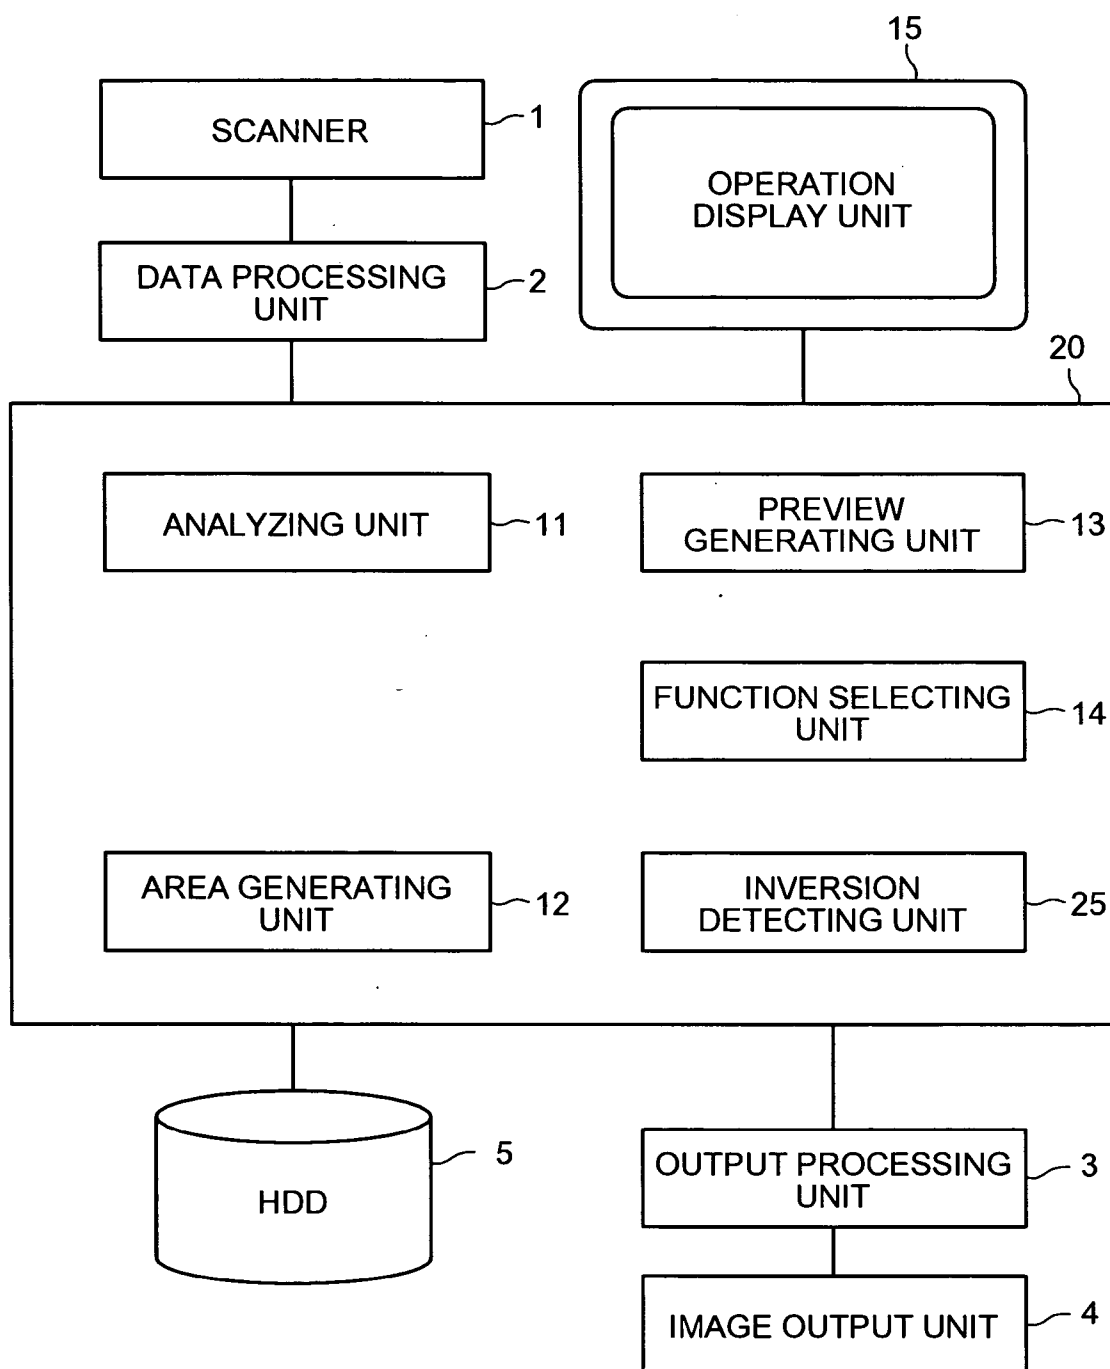 15
SCANNER
1
OPERATION
DISPLAY UNIT
DATA PROCESSING
UNIT
2
20
ANALYZING UNIT
11
PREVIEW
GENERATING UNIT
13
FUNCTION SELECTING
UNIT
14
AREA GENERATING
UNIT
12
INVERSION
DETECTING UNIT
25
HDD
5
OUTPUT PROCESSING
UNIT
3
IMAGE OUTPUT UNIT
4